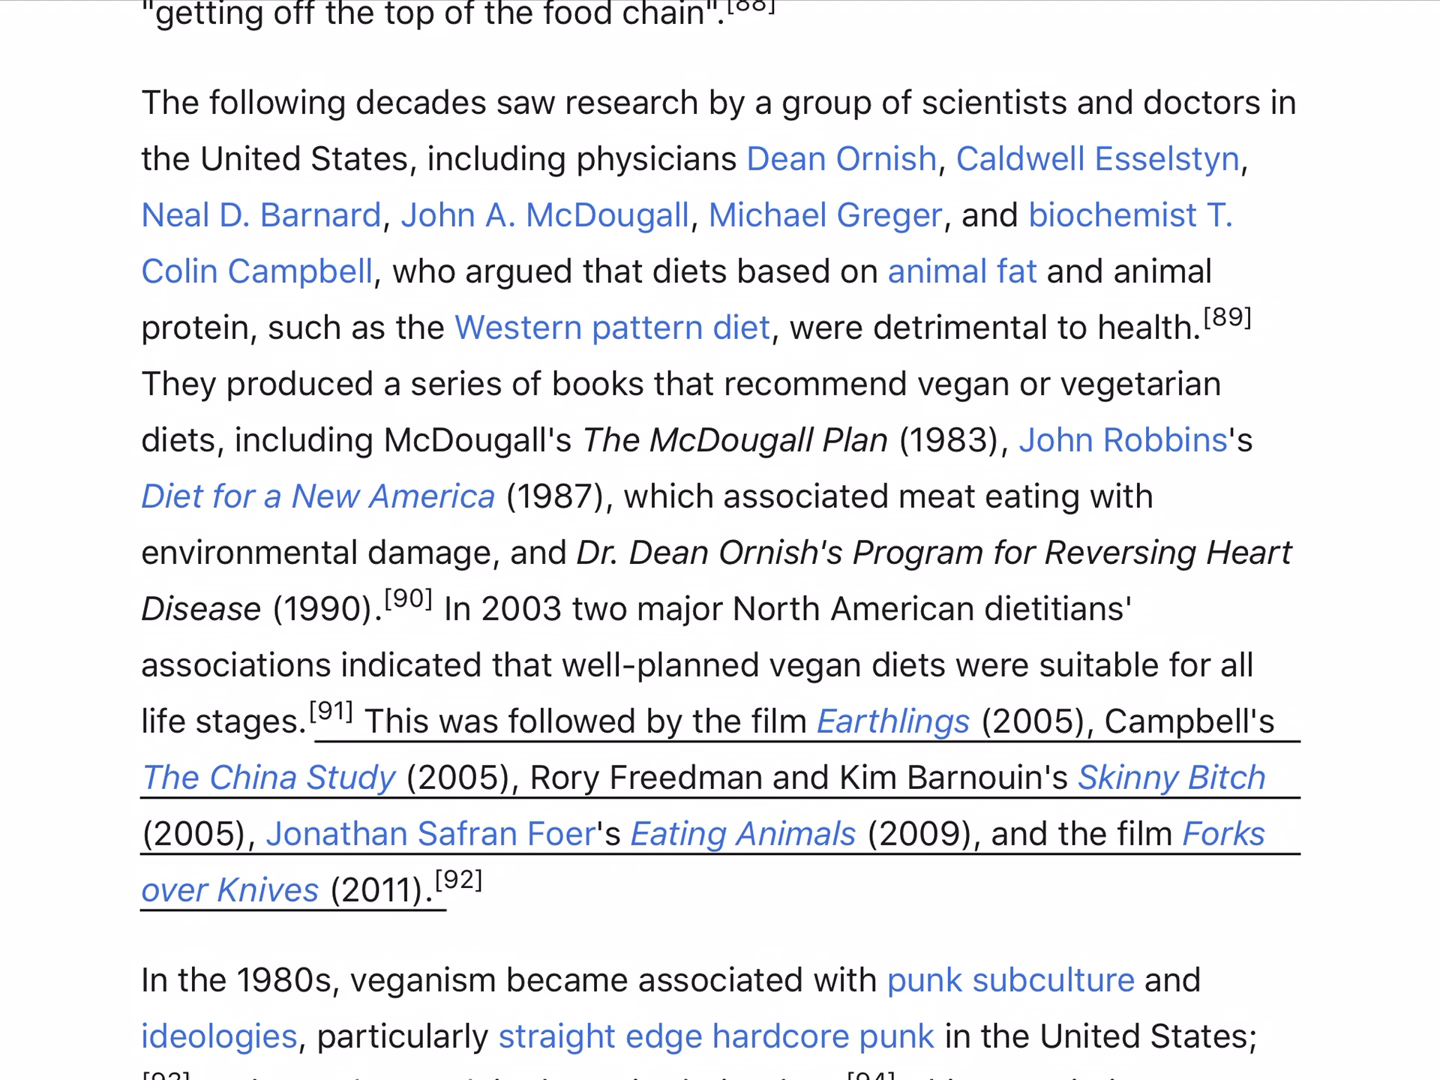 "getting off the top of the food chain".[88]
The following decades saw research by a group of scientists and doctors in
the United States, including physicians Dean Ornish, Caldwell Esselstyn,
Neal D. Barnard, John A. McDougall, Michael Greger, and biochemist T.
Colin Campbell, who argued that diets based on animal fat and animal
protein, such as the Western pattern diet, were detrimental to health.[89]
They produced a series of books that recommend vegan or vegetarian
diets, including McDougall's The McDougall Plan (1983), John Robbins's
Diet for a New America (1987), which associated meat eating with
environmental damage, and Dr. Dean Ornish's Program for Reversing Heart
Disease (1990).[90] In 2003 two major North American dietitians'
associations indicated that well-planned vegan diets were suitable for all
life stages.[91] This was followed by the film Earthlings (2005), Campbell's
The China Study (2005), Rory Freedman and Kim Barnouin's Skinny Bitch
(2005), Jonathan Safran Foer's Eating Animals (2009), and the film Forks
over Knives (2011).[92]
In the 1980s, veganism became associated with punk subculture and
ideologies, particularly straight edge hardcore punk in the United States;
[93] [94]